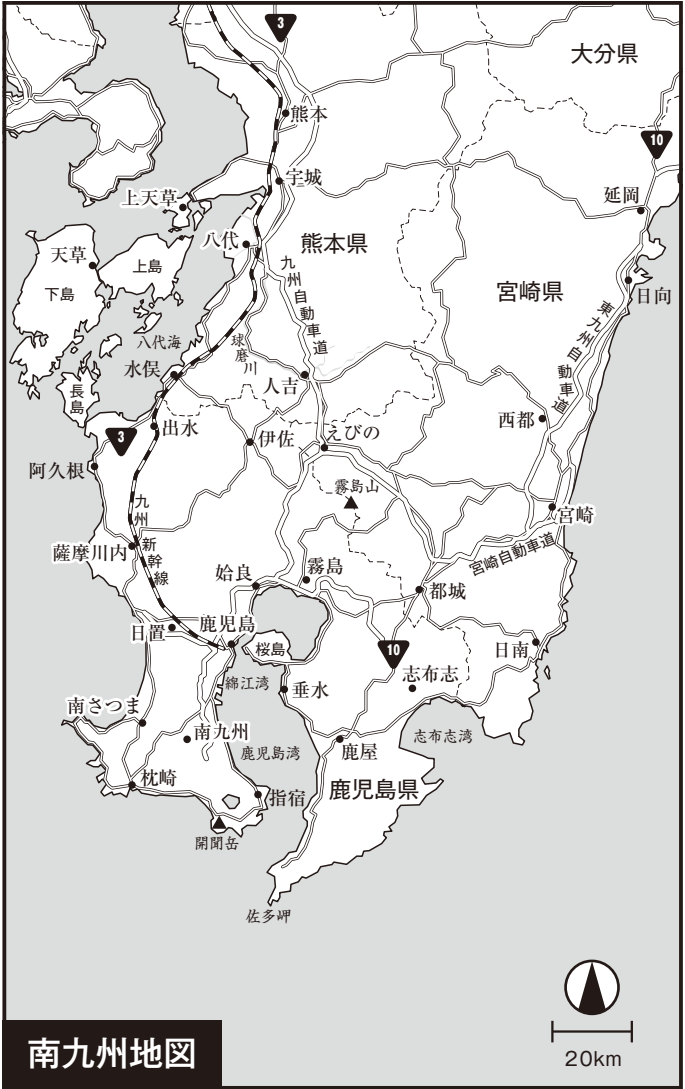 3
大分県
熊本
10
宇城
上天草
延岡
八代
熊本県
天草
上島
九州自動車道
宮崎県
下島
日向
八代海
球磨川
東九州自動車道
水俣
人吉
長島
西都
3
出水
伊佐
えびの
阿久根
霧島山
九州新幹線
宮崎
薩摩川内
宮崎自動車道
姶良
霧島
都城
日置
鹿児島
桜島
10
日南
綿江湾
垂水
志布志
南さつま
南九州
鹿児島湾
鹿屋
志布志湾
枕崎
指宿
鹿児島県
開聞岳
佐多岬
南九州地図
20km